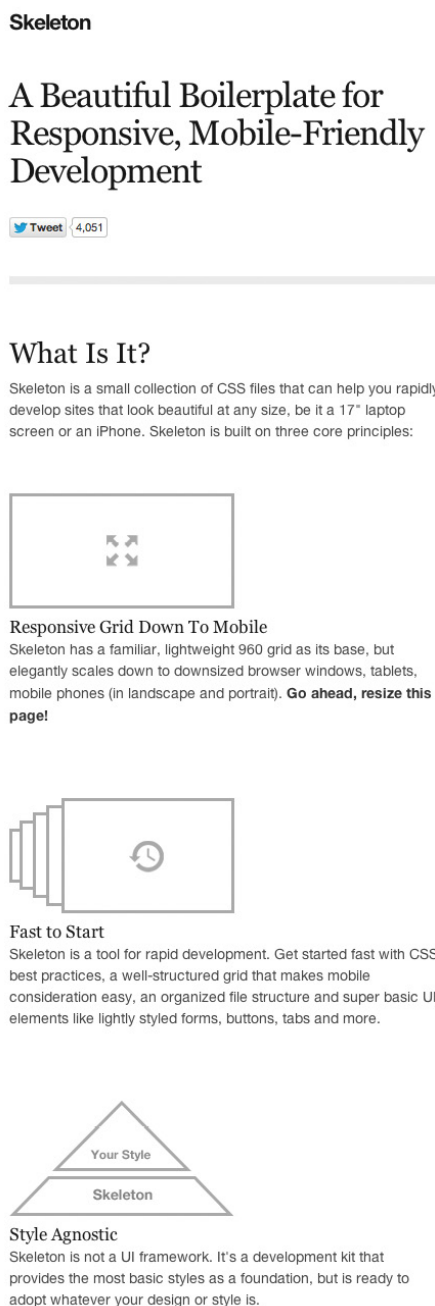 Skeleton
A Beautiful Boilerplate for
Responsive, Mobile-Friendly
Development
Tweet 4,051
What Is It?
Skeleton is a small collection of CSS files that can help you rapidly
develop sites that look beautiful at any size, be it a 17" laptop
screen or an iPhone. Skeleton is built on three core principles:
Responsive Grid Down To Mobile
Skeleton has a familiar, lightweight 960 grid as its base, but
elegantly scales down to downsized browser windows, tablets,
mobile phones (in landscape and portrait). Go ahead, resize this
page!
Fast to Start
Skeleton is a tool for rapid development. Get started fast with CSS
best practices, a well-structured grid that makes mobile
consideration easy, an organized file structure and super basic UI
elements like lightly styled forms, buttons, tabs and more.
Your Style
Skeleton
Style Agnostic
Skeleton is not a UI framework. It's a development kit that
provides the most basic styles as a foundation, but is ready to
adopt whatever your design or style is.